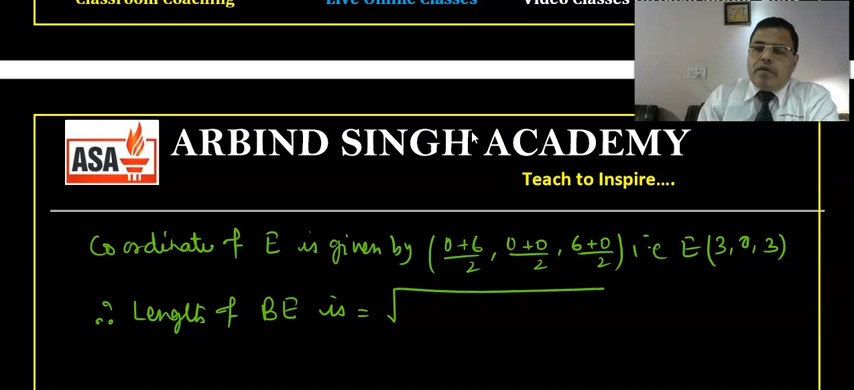 Classroom Coaching Live Online Classes Video Classes
ASA
ARBIND SINGH ACADEMY
Teach to Inspire....
Coordinate of E is given by (0+6/2, 0+0/2, 6+0/2) i.e E(3,0,3)
∴ Length of BE is = √